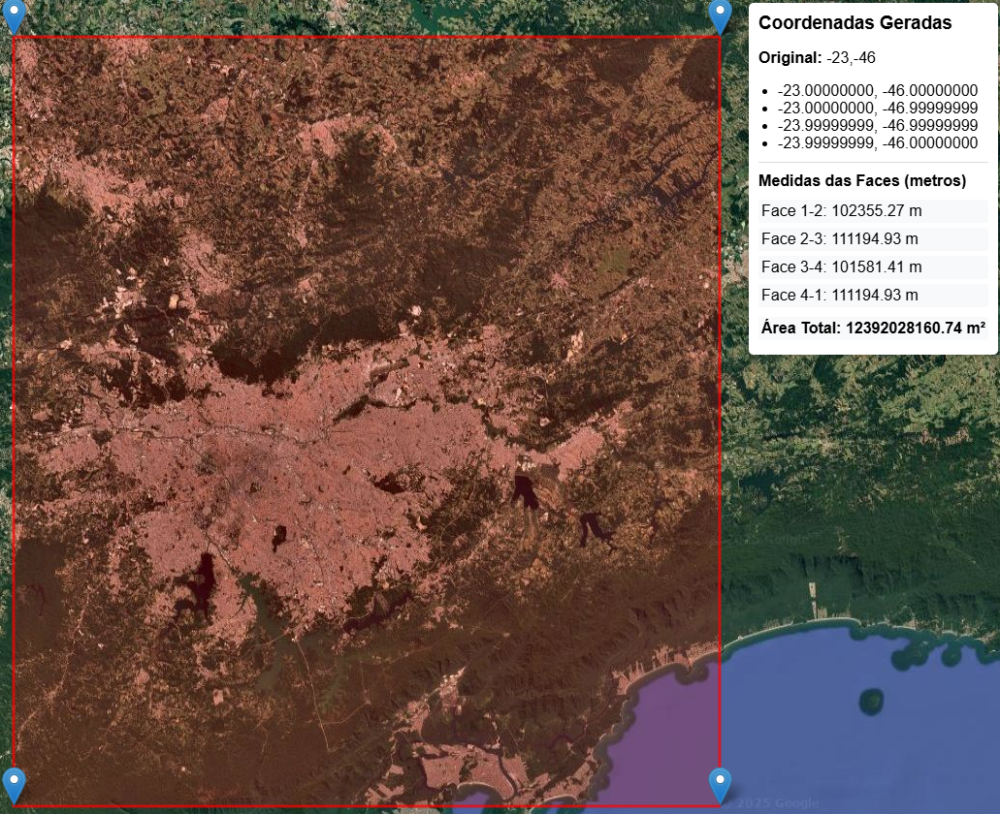 Coordenadas Geradas
Original: -23,-46
-23.00000000, -46.00000000
-23.00000000, -46.99999999
-23.99999999, -46.99999999
-23.99999999, -46.00000000
Medidas das Faces (metros)
Face 1-2: 102355.27 m
Face 2-3: 111194.93 m
Face 3-4: 101581.41 m
Face 4-1: 111194.93 m
Área Total: 12392028160.74 m²
2025 Google